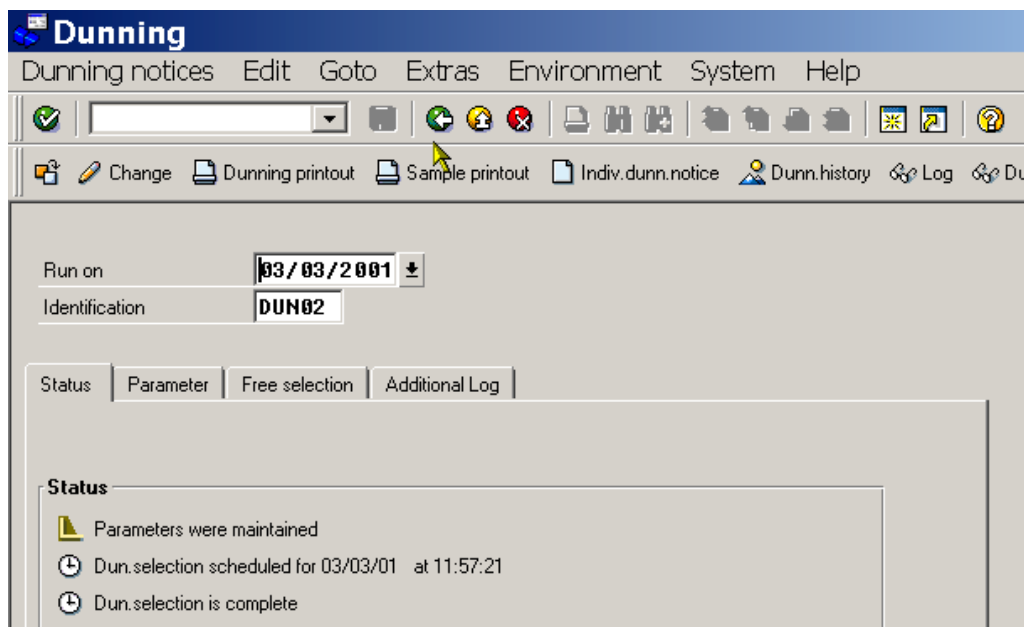 Dunning
Dunning notices Edit Goto Extras Environment System Help
Change Dunning printout Sample printout Indiv.dunn.notice Dunn.history Log Du
Run on 03/03/2001
Identification DUN02
Status Parameter Free selection Additional Log
Status
Parameters were maintained
Dun.selection scheduled for 03/03/01 at 11:57:21
Dun.selection is complete